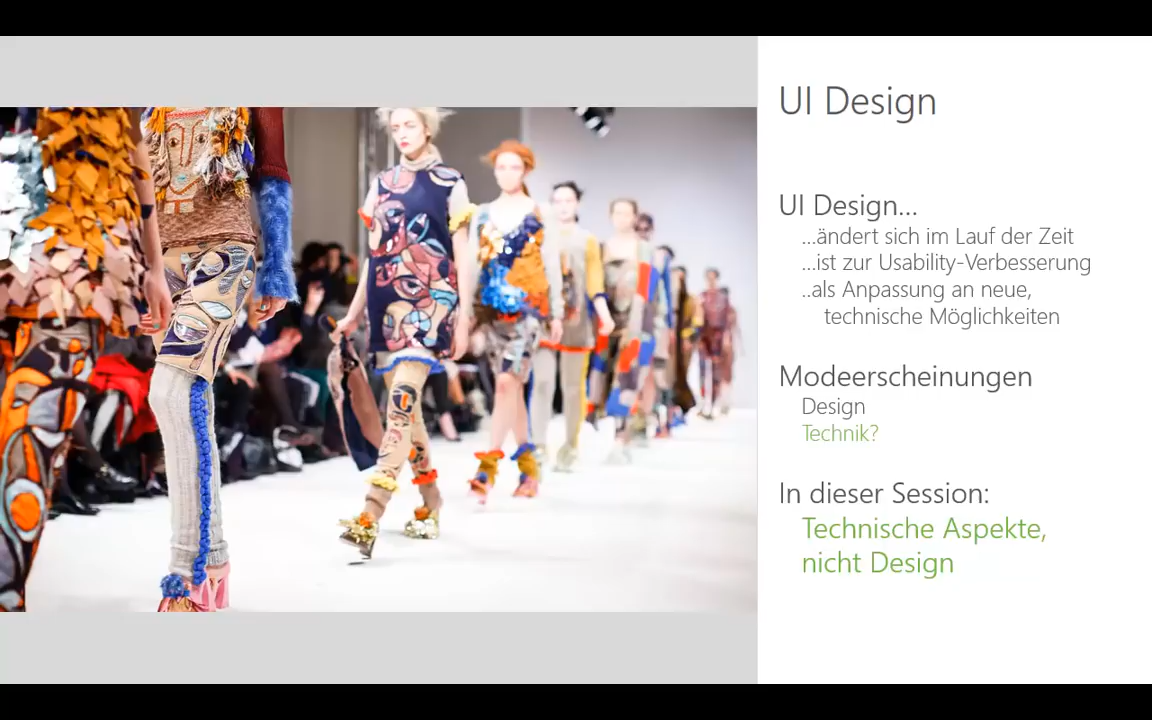 UI Design
UI Design...
...ändert sich im Lauf der Zeit
...ist zur Usability-Verbesserung
..als Anpassung an neue,
technische Möglichkeiten
Modeerscheinungen
Design
Technik?
In dieser Session:
Technische Aspekte,
nicht Design